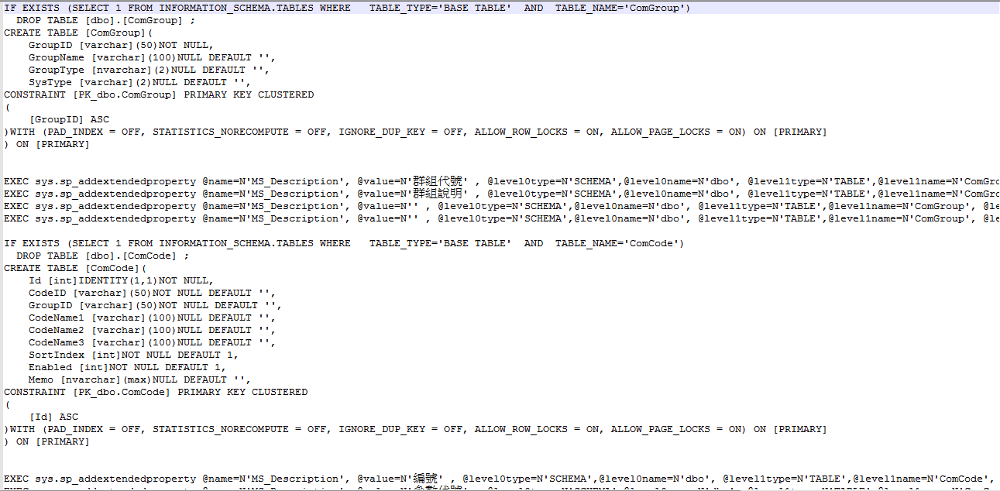 IF EXISTS (SELECT 1 FROM INFORMATION_SCHEMA.TABLES WHERE   TABLE_TYPE='BASE TABLE'  AND  TABLE_NAME='ComGroup')
  DROP TABLE [dbo].[ComGroup] ;
CREATE TABLE [ComGroup](
    GroupID [varchar](50)NOT NULL,
    GroupName [varchar](100)NULL DEFAULT '',
    GroupType [nvarchar](2)NULL DEFAULT '',
    SysType [varchar](2)NULL DEFAULT '',
CONSTRAINT [PK_dbo.ComGroup] PRIMARY KEY CLUSTERED
(
    [GroupID] ASC
)WITH (PAD_INDEX = OFF, STATISTICS_NORECOMPUTE = OFF, IGNORE_DUP_KEY = OFF, ALLOW_ROW_LOCKS = ON, ALLOW_PAGE_LOCKS = ON) ON [PRIMARY]
) ON [PRIMARY]
EXEC sys.sp_addextendedproperty @name=N'MS_Description', @value=N'群組代號' , @level0type=N'SCHEMA',@level0name=N'dbo', @level1type=N'TABLE',@level1name=N'ComGro
EXEC sys.sp_addextendedproperty @name=N'MS_Description', @value=N'群組說明' , @level0type=N'SCHEMA',@level0name=N'dbo', @level1type=N'TABLE',@level1name=N'ComGro
EXEC sys.sp_addextendedproperty @name=N'MS_Description', @value=N'' , @level0type=N'SCHEMA',@level0name=N'dbo', @level1type=N'TABLE',@level1name=N'ComGroup', @le
EXEC sys.sp_addextendedproperty @name=N'MS_Description', @value=N'' , @level0type=N'SCHEMA',@level0name=N'dbo', @level1type=N'TABLE',@level1name=N'ComGroup', @le
IF EXISTS (SELECT 1 FROM INFORMATION_SCHEMA.TABLES WHERE   TABLE_TYPE='BASE TABLE'  AND  TABLE_NAME='ComCode')
  DROP TABLE [dbo].[ComCode] ;
CREATE TABLE [ComCode](
    Id [int]IDENTITY(1,1)NOT NULL,
    CodeID [varchar](50)NOT NULL DEFAULT '',
    GroupID [varchar](50)NOT NULL DEFAULT '',
    CodeName1 [varchar](100)NULL DEFAULT '',
    CodeName2 [varchar](100)NULL DEFAULT '',
    CodeName3 [varchar](100)NULL DEFAULT '',
    SortIndex [int]NOT NULL DEFAULT 1,
    Enabled [int]NOT NULL DEFAULT 1,
    Memo [nvarchar](max)NULL DEFAULT '',
CONSTRAINT [PK_dbo.ComCode] PRIMARY KEY CLUSTERED
(
    [Id] ASC
)WITH (PAD_INDEX = OFF, STATISTICS_NORECOMPUTE = OFF, IGNORE_DUP_KEY = OFF, ALLOW_ROW_LOCKS = ON, ALLOW_PAGE_LOCKS = ON) ON [PRIMARY]
) ON [PRIMARY]
EXEC sys.sp_addextendedproperty @name=N'MS_Description', @value=N'編號' , @level0type=N'SCHEMA',@level0name=N'dbo', @level1type=N'TABLE',@level1name=N'ComCode',